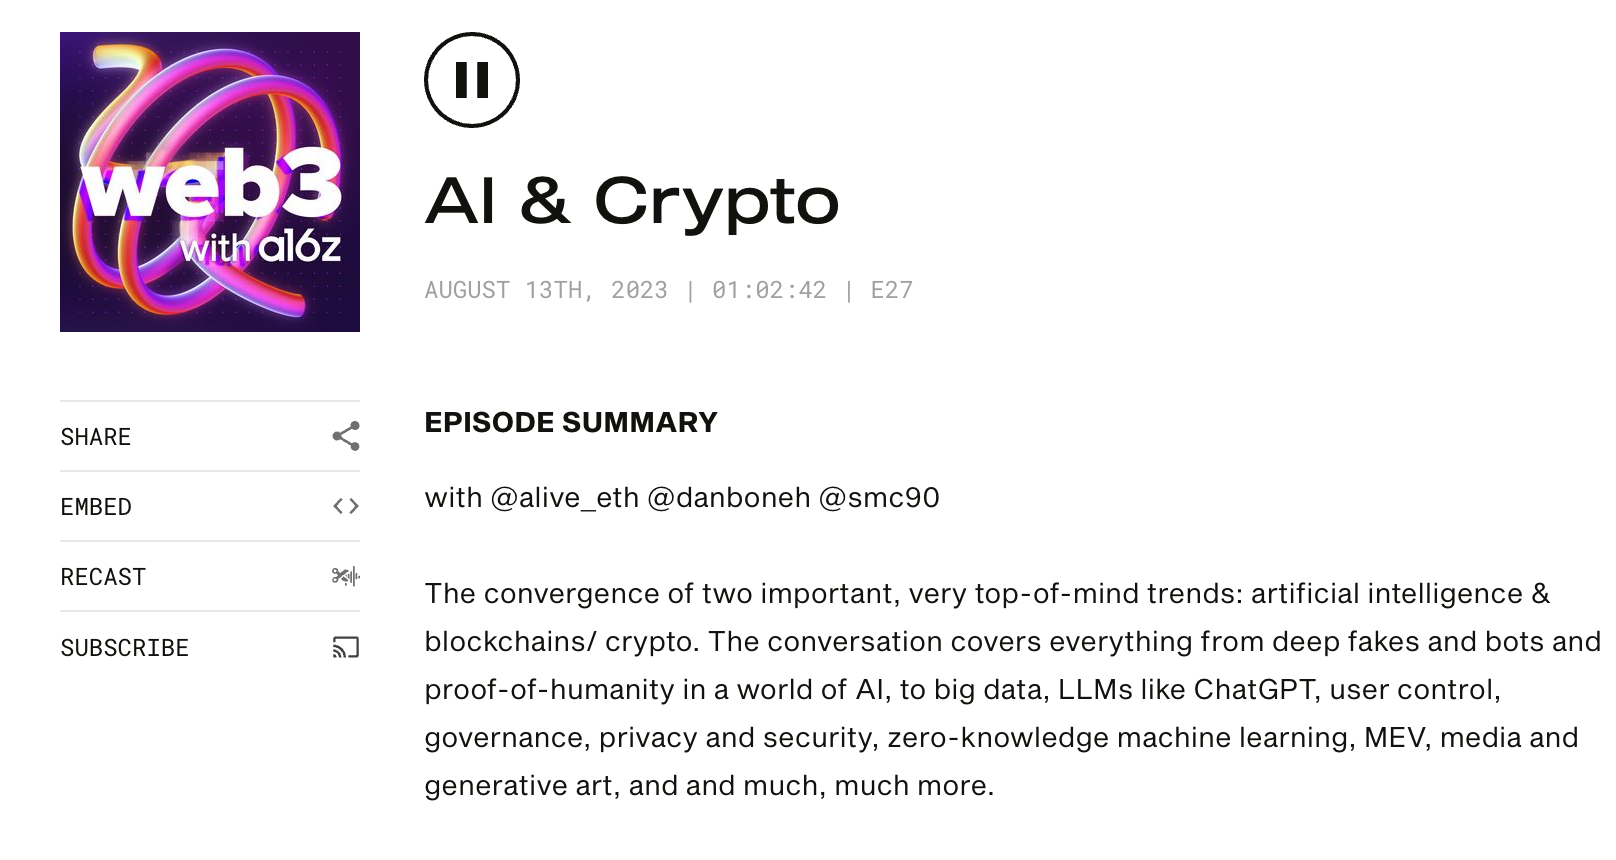 web3
with a16z
AI & Crypto
AUGUST 13TH, 2023 | 01:02:42 | E27
SHARE
EMBED
RECAST
SUBSCRIBE
EPISODE SUMMARY
with @alive_eth @danboneh @smc90
The convergence of two important, very top-of-mind trends: artificial intelligence &
blockchains/ crypto. The conversation covers everything from deep fakes and bots and
proof-of-humanity in a world of AI, to big data, LLMs like ChatGPT, user control,
governance, privacy and security, zero-knowledge machine learning, MEV, media and
generative art, and and much, much more.